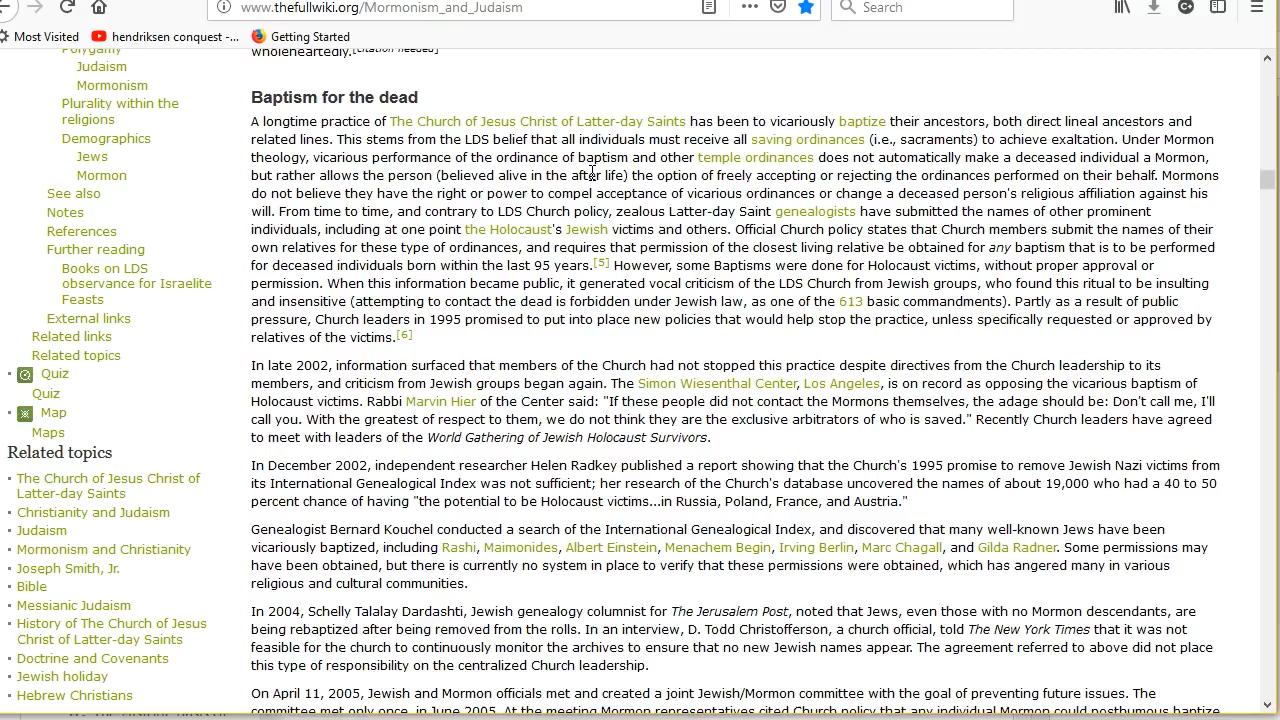 www.thefullwiki.org/Mormonism_and_Judaism
Search
Most Visited
hendriksen conquest -...
Getting Started
Polygamy
Judaism
Mormonism
Plurality within the
religions
Demographics
Jews
Mormon
See also
Notes
References
Further reading
Books on LDS
observance for Israelite
Feasts
External links
Related links
Related topics
Quiz
Quiz
Map
Maps
Related topics
The Church of Jesus Christ of
Latter-day Saints
Christianity and Judaism
Judaism
Mormonism and Christianity
Joseph Smith, Jr.
Bible
Messianic Judaism
History of The Church of Jesus
Christ of Latter-day Saints
Doctrine and Covenants
Jewish holiday
Hebrew Christians
wholeheartedly.[citation needed]
Baptism for the dead
A longtime practice of The Church of Jesus Christ of Latter-day Saints has been to vicariously baptize their ancestors, both direct lineal ancestors and
related lines. This stems from the LDS belief that all individuals must receive all saving ordinances (i.e., sacraments) to achieve exaltation. Under Mormon
theology, vicarious performance of the ordinance of baptism and other temple ordinances does not automatically make a deceased individual a Mormon,
but rather allows the person (believed alive in the after life) the option of freely accepting or rejecting the ordinances performed on their behalf. Mormons
do not believe they have the right or power to compel acceptance of vicarious ordinances or change a deceased person's religious affiliation against his
will. From time to time, and contrary to LDS Church policy, zealous Latter-day Saint genealogists have submitted the names of other prominent
individuals, including at one point the Holocaust's Jewish victims and others. Official Church policy states that Church members submit the names of their
own relatives for these type of ordinances, and requires that permission of the closest living relative be obtained for any baptism that is to be performed
for deceased individuals born within the last 95 years.[5] However, some Baptisms were done for Holocaust victims, without proper approval or
permission. When this information became public, it generated vocal criticism of the LDS Church from Jewish groups, who found this ritual to be insulting
and insensitive (attempting to contact the dead is forbidden under Jewish law, as one of the 613 basic commandments). Partly as a result of public
pressure, Church leaders in 1995 promised to put into place new policies that would help stop the practice, unless specifically requested or approved by
relatives of the victims.[6]
In late 2002, information surfaced that members of the Church had not stopped this practice despite directives from the Church leadership to its
members, and criticism from Jewish groups began again. The Simon Wiesenthal Center, Los Angeles, is on record as opposing the vicarious baptism of
Holocaust victims. Rabbi Marvin Hier of the Center said: "If these people did not contact the Mormons themselves, the adage should be: Don't call me, I'll
call you. With the greatest of respect to them, we do not think they are the exclusive arbitrators of who is saved." Recently Church leaders have agreed
to meet with leaders of the World Gathering of Jewish Holocaust Survivors.
In December 2002, independent researcher Helen Radkey published a report showing that the Church's 1995 promise to remove Jewish Nazi victims from
its International Genealogical Index was not sufficient; her research of the Church's database uncovered the names of about 19,000 who had a 40 to 50
percent chance of having "the potential to be Holocaust victims...in Russia, Poland, France, and Austria."
Genealogist Bernard Kouchel conducted a search of the International Genealogical Index, and discovered that many well-known Jews have been
vicariously baptized, including Rashi, Maimonides, Albert Einstein, Menachem Begin, Irving Berlin, Marc Chagall, and Gilda Radner. Some permissions may
have been obtained, but there is currently no system in place to verify that these permissions were obtained, which has angered many in various
religious and cultural communities.
In 2004, Schelly Talalay Dardashti, Jewish genealogy columnist for The Jerusalem Post, noted that Jews, even those with no Mormon descendants, are
being rebaptized after being removed from the rolls. In an interview, D. Todd Christofferson, a church official, told The New York Times that it was not
feasible for the church to continuously monitor the archives to ensure that no new Jewish names appear. The agreement referred to above did not place
this type of responsibility on the centralized Church leadership.
On April 11, 2005, Jewish and Mormon officials met and created a joint Jewish/Mormon committee with the goal of preventing future issues. The
committee met only once, in June 2005. At the meeting Mormon representatives cited Church policy that any individual Mormon could posthumous baptize